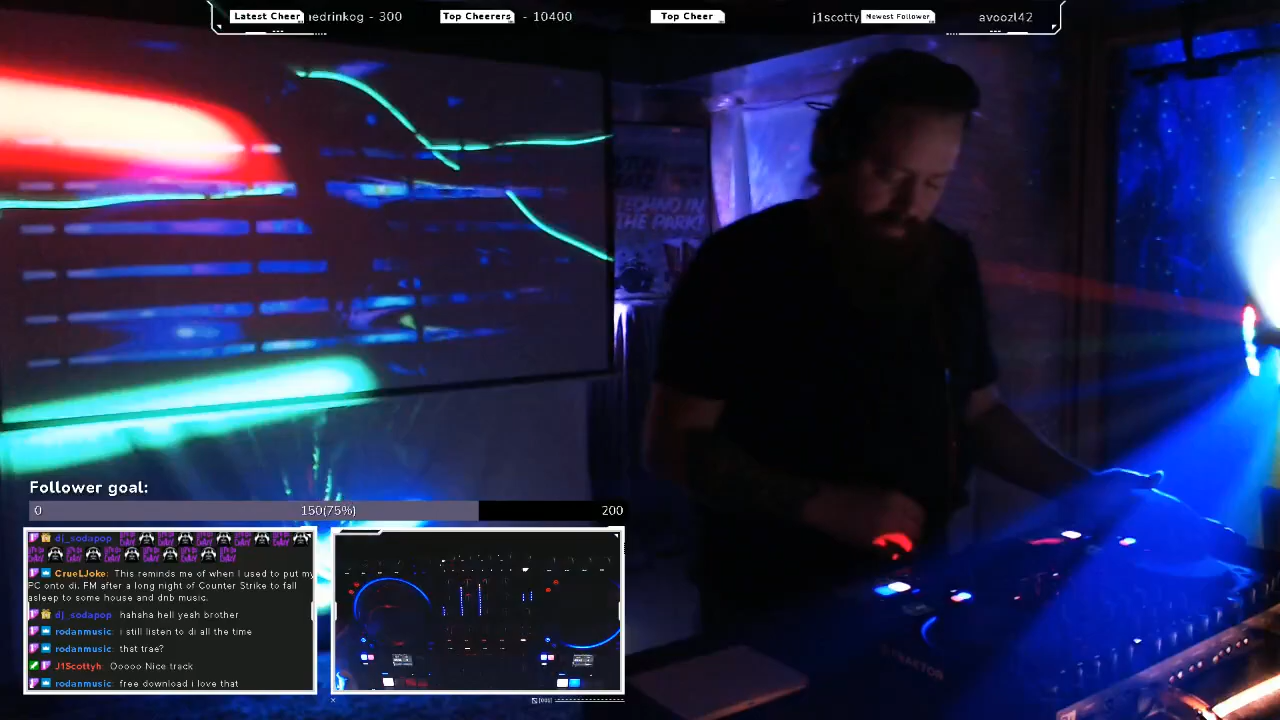 Latest Cheer nedrinkog - 300 Top Cheerers - 10400 Top Cheer j1scotty Newest Follower avoozl42
TECHNO IN
THE PARK!
Follower goal:
0 150(75%) 200
dj_sodapop
CrueLJoke: This reminds me of when I used to put my
PC onto di. FM after a long night of Counter Strike to fall
asleep to some house and dnb music.
dj_sodapop: hahaha hell yeah brother
rodanmusic: i still listen to di all the time
rodanmusic: that trae?
J1Scottyh: Ooooo Nice track
rodanmusic: free download i love that
TRAKTOR